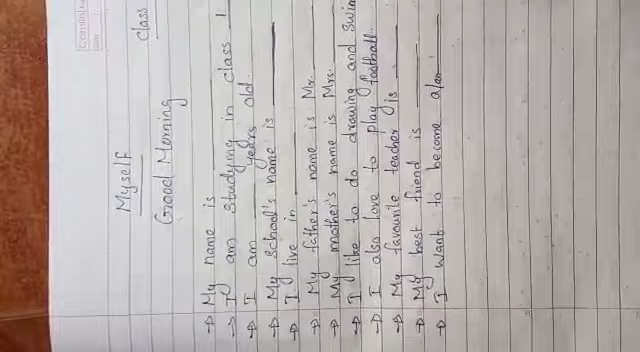 Class
Myself
Good Morning
→ My name is
→ I am studying in class 1
→ I am years old.
→ My school's name is
→ I live in
→ My father's name is Mr.
→ My mother's name is Mrs.
→ I like to do drawing and Swim
→ I also love to play football
→ My favourite teacher is
→ My best friend is
→ I want to become a/an